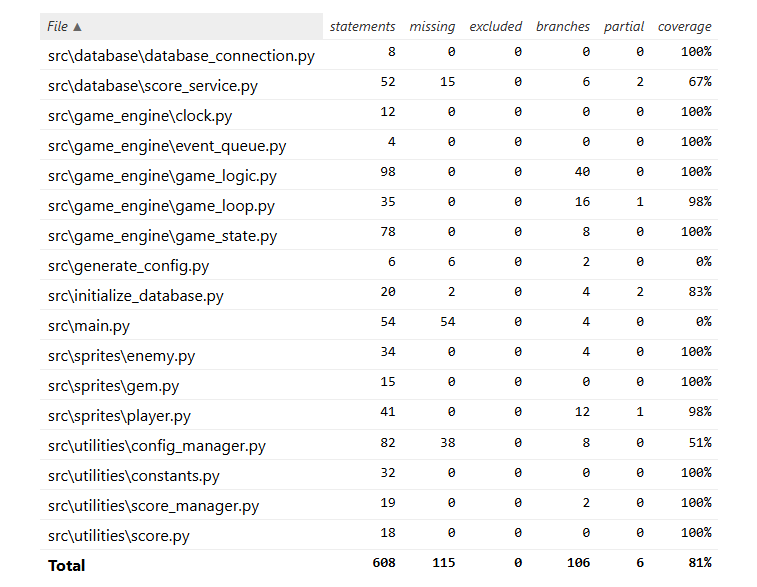 File ▲ statements missing excluded branches partial coverage
src\database\database_connection.py 8 0 0 0 0 100%
src\database\score_service.py 52 15 0 6 2 67%
src\game_engine\clock.py 12 0 0 0 0 100%
src\game_engine\event_queue.py 4 0 0 0 0 100%
src\game_engine\game_logic.py 98 0 0 40 0 100%
src\game_engine\game_loop.py 35 0 0 16 1 98%
src\game_engine\game_state.py 78 0 0 8 0 100%
src\generate_config.py 6 6 0 2 0 0%
src\initialize_database.py 20 2 0 4 2 83%
src\main.py 54 54 0 4 0 0%
src\sprites\enemy.py 34 0 0 4 0 100%
src\sprites\gem.py 15 0 0 0 0 100%
src\sprites\player.py 41 0 0 12 1 98%
src\utilities\config_manager.py 82 38 0 8 0 51%
src\utilities\constants.py 32 0 0 0 0 100%
src\utilities\score_manager.py 19 0 0 2 0 100%
src\utilities\score.py 18 0 0 0 0 100%
Total 608 115 0 106 6 81%